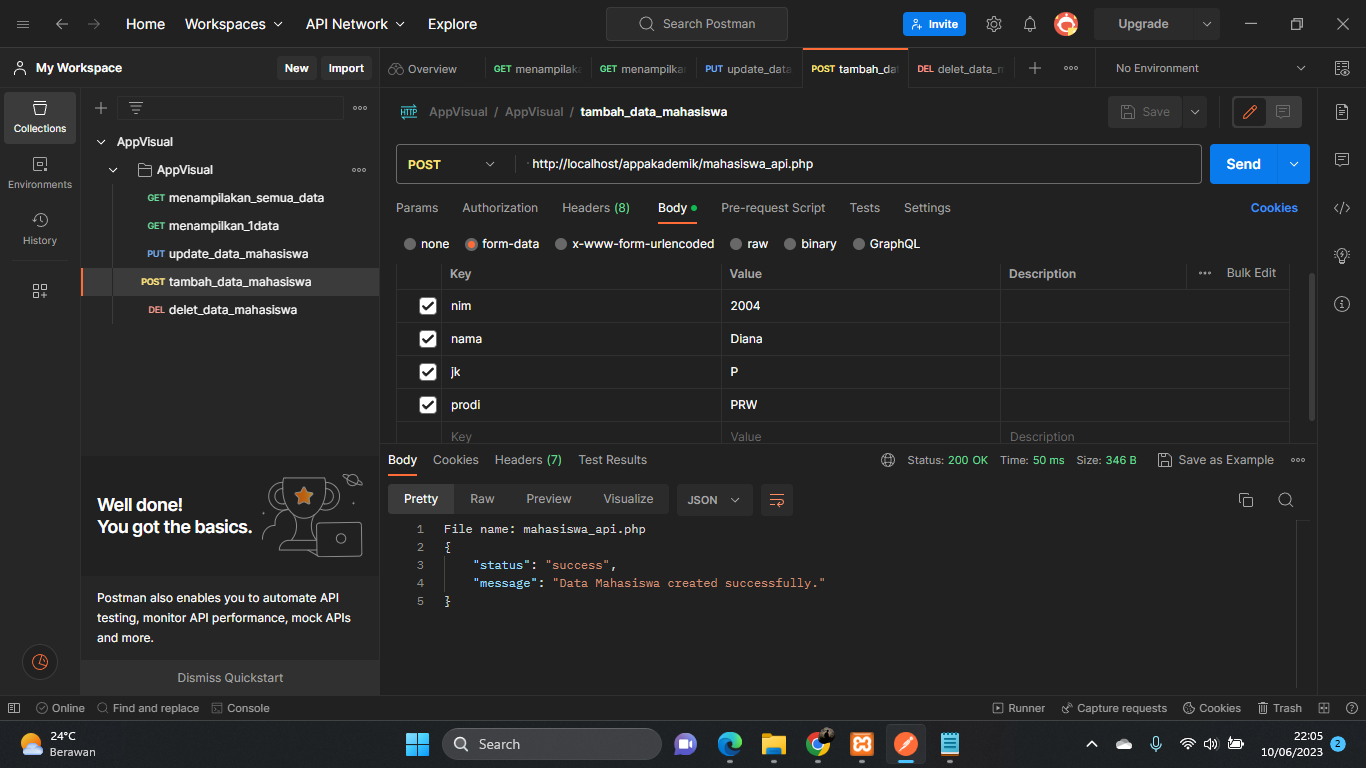 Home Workspaces API Network Explore Search Postman Invite Upgrade
My Workspace New Import Overview GET menampilaka GET menampilkan POST tambah_dat DEL delet_data_m No Environment
PUT update_data
AppVisual / AppVisual / tambah_data_mahasiswa Save
Collections
Environments
History
AppVisual
AppVisual
GET menampilakan_semua_data
GET menampilkan_1data
PUT update_data_mahasiswa
POST tambah_data_mahasiswa
DEL delet_data_mahasiswa
POST http://localhost/appakademik/mahasiswa_api.php Send
Params Authorization Headers (8) Body Pre-request Script Tests Settings Cookies
none form-data x-www-form-urlencoded raw binary GraphQL
Key Value Description Bulk Edit
nim 2004
nama Diana
jk P
prodi PRW
Key Value Description
Body Cookies Headers (7) Test Results Status: 200 OK Time: 50 ms Size: 346 B Save as Example
Pretty Raw Preview Visualize JSON
1 File name: mahasiswa_api.php
2 {
3 "status": "success",
4 "message": "Data Mahasiswa created successfully."
5 }
Well done!
You got the basics.
Postman also enables you to automate API
testing, monitor API performance, mock APIs
and more.
Dismiss Quickstart
Online Find and replace Console Runner Capture requests Cookies Trash
24°C
Berawan
Search
22:05
10/06/2023 2